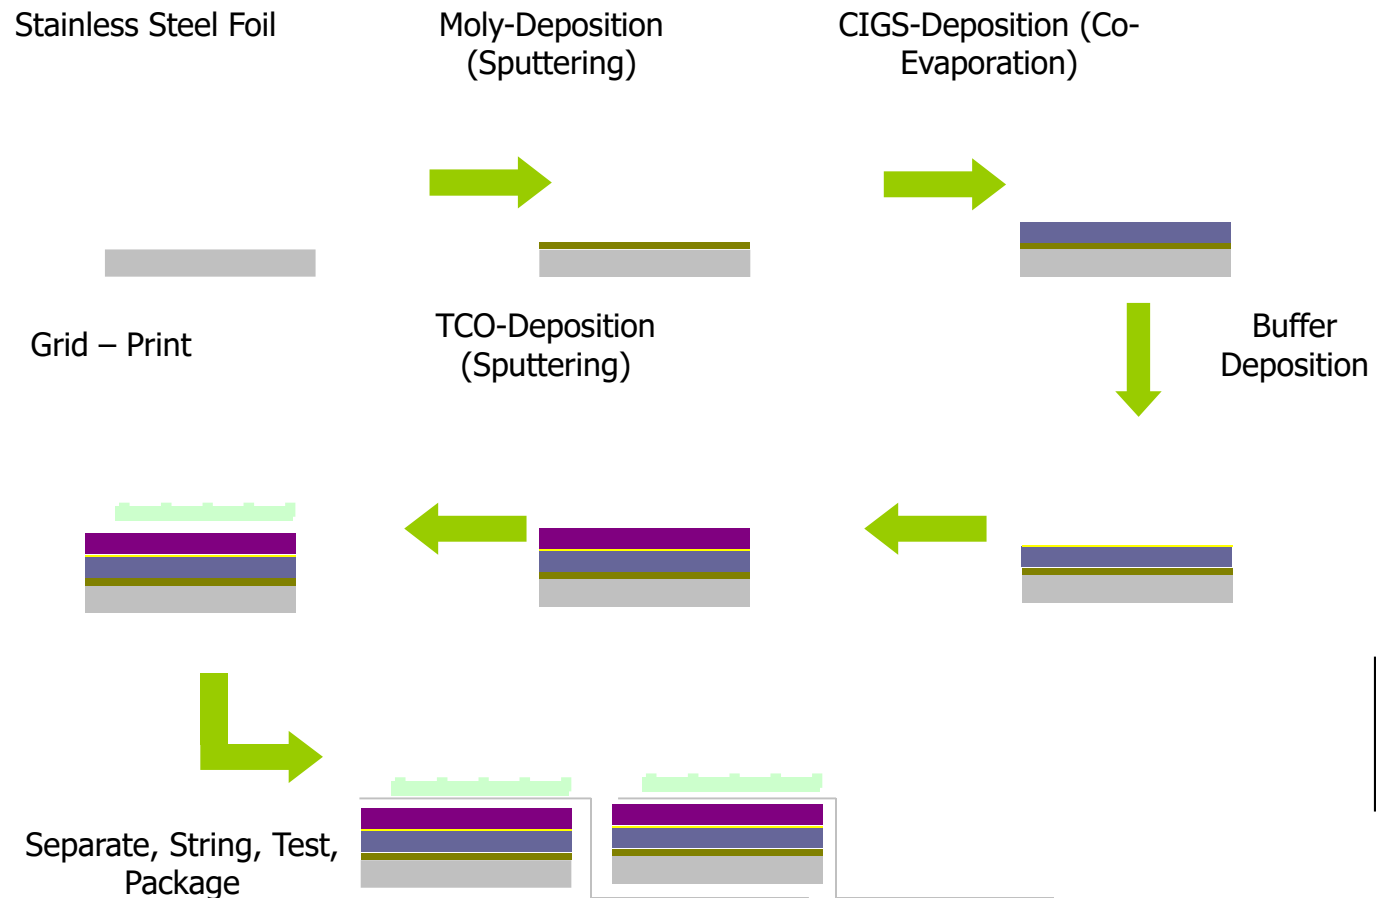 Stainless Steel Foil
Moly-Deposition
(Sputtering)
CIGS-Deposition (Co-
Evaporation)
Grid – Print
TCO-Deposition
(Sputtering)
Buffer
Deposition
Separate, String, Test,
Package